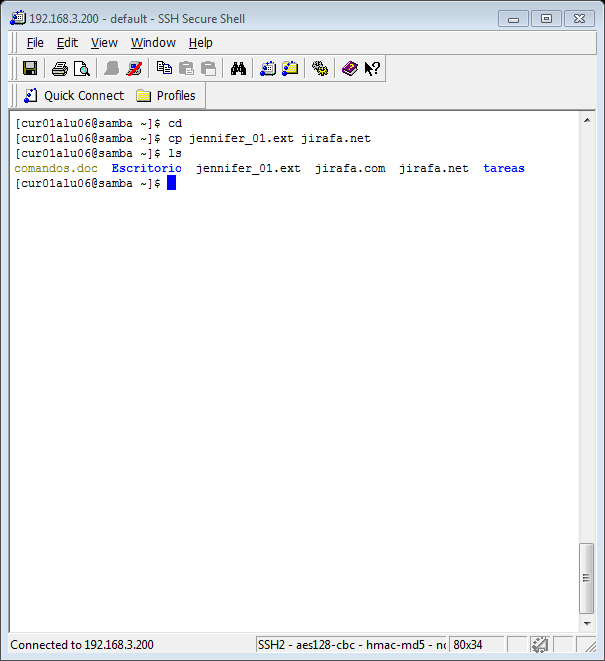 192.168.3.200 - default - SSH Secure Shell
File Edit View Window Help
Quick Connect Profiles
[cur01alu06@samba ~]$ cd
[cur01alu06@samba ~]$ cp jennifer_01.ext jirafa.net
[cur01alu06@samba ~]$ ls
comandos.doc Escritorio jennifer_01.ext jirafa.com jirafa.net tareas
[cur01alu06@samba ~]$
Connected to 192.168.3.200 SSH2 - aes128-cbc - hmac-md5 - nc 80x34